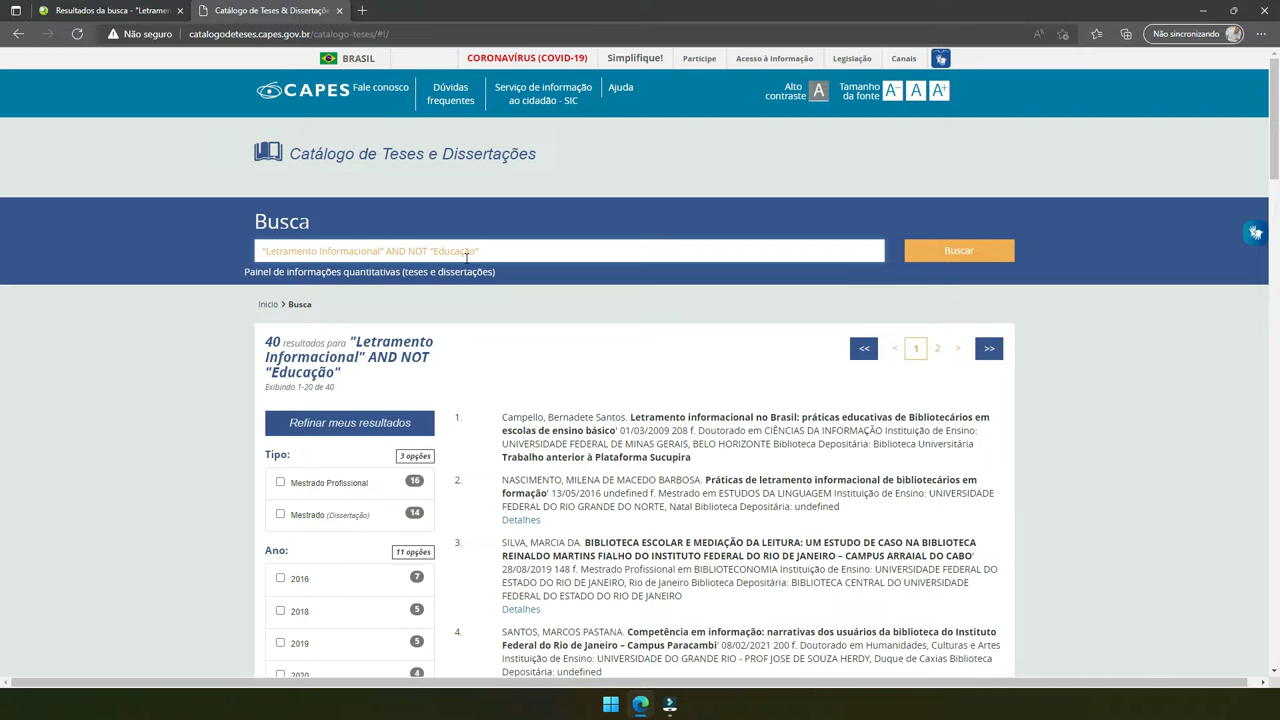 Resultados da busca - "Letramen
Catálogo de Teses & Dissertaçõe
Não seguro
catalogodeteses.capes.gov.br/catalogo-teses/#!/
Não sincronizando
BRASIL
CORONAVÍRUS (COVID-19)
Simplifique!
Participe
Acesso à informação
Legislação
Canais
CAPES
Fale conosco
Dúvidas
frequentes
Serviço de informação
ao cidadão - SIC
Ajuda
Alto
contraste
A
Tamanho
da fonte
A-
A
A+
Catálogo de Teses e Dissertações
Busca
"Letramento Informacional" AND NOT "Educação"
Buscar
Painel de informações quantitativas (teses e dissertações)
Início > Busca
40 resultados para "Letramento
Informacional" AND NOT
"Educação"
Exibindo 1-20 de 40
<< < 1 2 > >>
Refinar meus resultados
Tipo:
3 opções
Mestrado Profissional
16
Mestrado (Dissertação)
14
Ano:
11 opções
2016
7
2018
5
2019
5
2020
4
1.
Campello, Bernadete Santos. Letramento informacional no Brasil: práticas educativas de Bibliotecários em
escolas de ensino básico' 01/03/2009 208 f. Doutorado em CIÊNCIAS DA INFORMAÇÃO Instituição de Ensino:
UNIVERSIDADE FEDERAL DE MINAS GERAIS, BELO HORIZONTE Biblioteca Depositária: Biblioteca Universitária
Trabalho anterior à Plataforma Sucupira
2.
NASCIMENTO, MILENA DE MACEDO BARBOSA. Práticas de letramento informacional de bibliotecários em
formação' 13/05/2016 undefined f. Mestrado em ESTUDOS DA LINGUAGEM Instituição de Ensino: UNIVERSIDADE
FEDERAL DO RIO GRANDE DO NORTE, Natal Biblioteca Depositária: undefined
Detalhes
3.
SILVA, MARCIA DA. BIBLIOTECA ESCOLAR E MEDIAÇÃO DA LEITURA: UM ESTUDO DE CASO NA BIBLIOTECA
REINALDO MARTINS FIALHO DO INSTITUTO FEDERAL DO RIO DE JANEIRO – CAMPUS ARRAIAL DO CABO'
28/08/2019 148 f. Mestrado Profissional em BIBLIOTECONOMIA Instituição de Ensino: UNIVERSIDADE FEDERAL DO
ESTADO DO RIO DE JANEIRO, Rio de Janeiro Biblioteca Depositária: BIBLIOTECA CENTRAL DO UNIVERSIDADE
FEDERAL DO ESTADO DO RIO DE JANEIRO
Detalhes
4.
SANTOS, MARCOS PASTANA. Competência em informação: narrativas dos usuários da biblioteca do Instituto
Federal do Rio de Janeiro – Campus Paracambi' 08/02/2021 200 f. Doutorado em Humanidades, Culturas e Artes
Instituição de Ensino: UNIVERSIDADE DO GRANDE RIO - PROF JOSE DE SOUZA HERDY, Duque de Caxias Biblioteca
Depositária: undefined